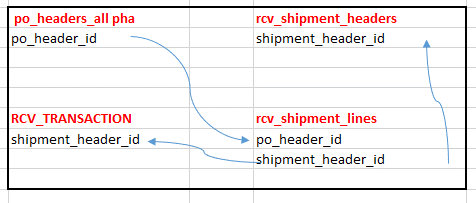 po_headers_all pha
po_header_id
rcv_shipment_headers
shipment_header_id
RCV_TRANSACTION
shipment_header_id
rcv_shipment_lines
po_header_id
shipment_header_id